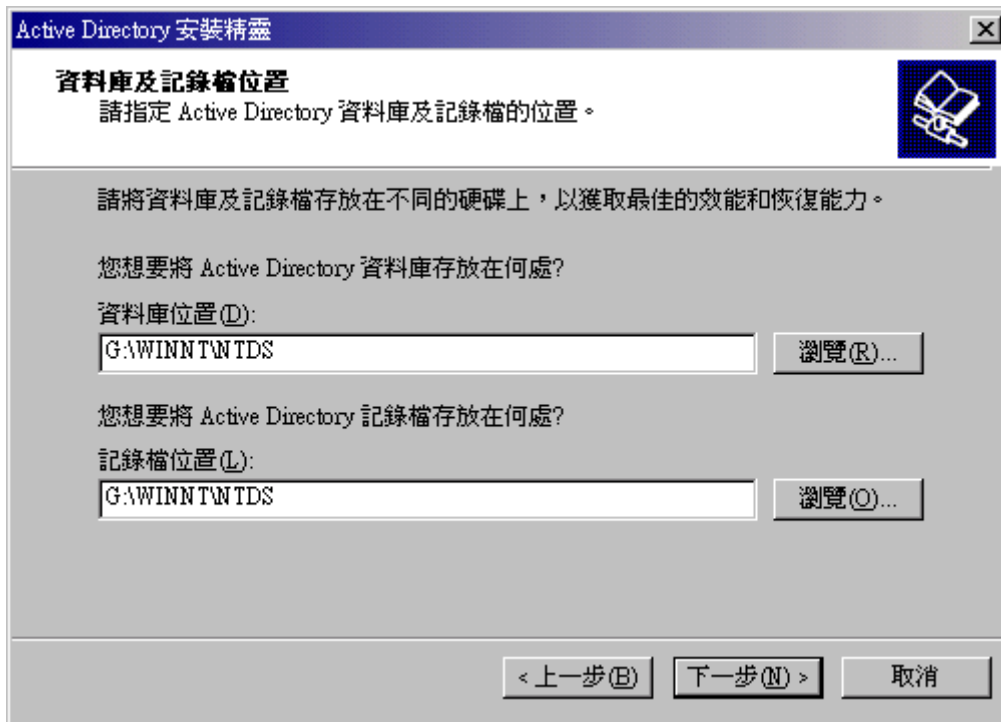 Active Directory 安裝精靈
資料庫及記錄檔位置
請指定 Active Directory 資料庫及記錄檔的位置。
請將資料庫及記錄檔存放在不同的硬碟上，以獲取最佳的效能和恢復能力。
您想要將 Active Directory 資料庫存放在何處?
資料庫位置(D):
G:\WINNT\NTDS
瀏覽(R)...
您想要將 Active Directory 記錄檔存放在何處?
記錄檔位置(L):
G:\WINNT\NTDS
瀏覽(O)...
<上一步(B)
下一步(N) >
取消